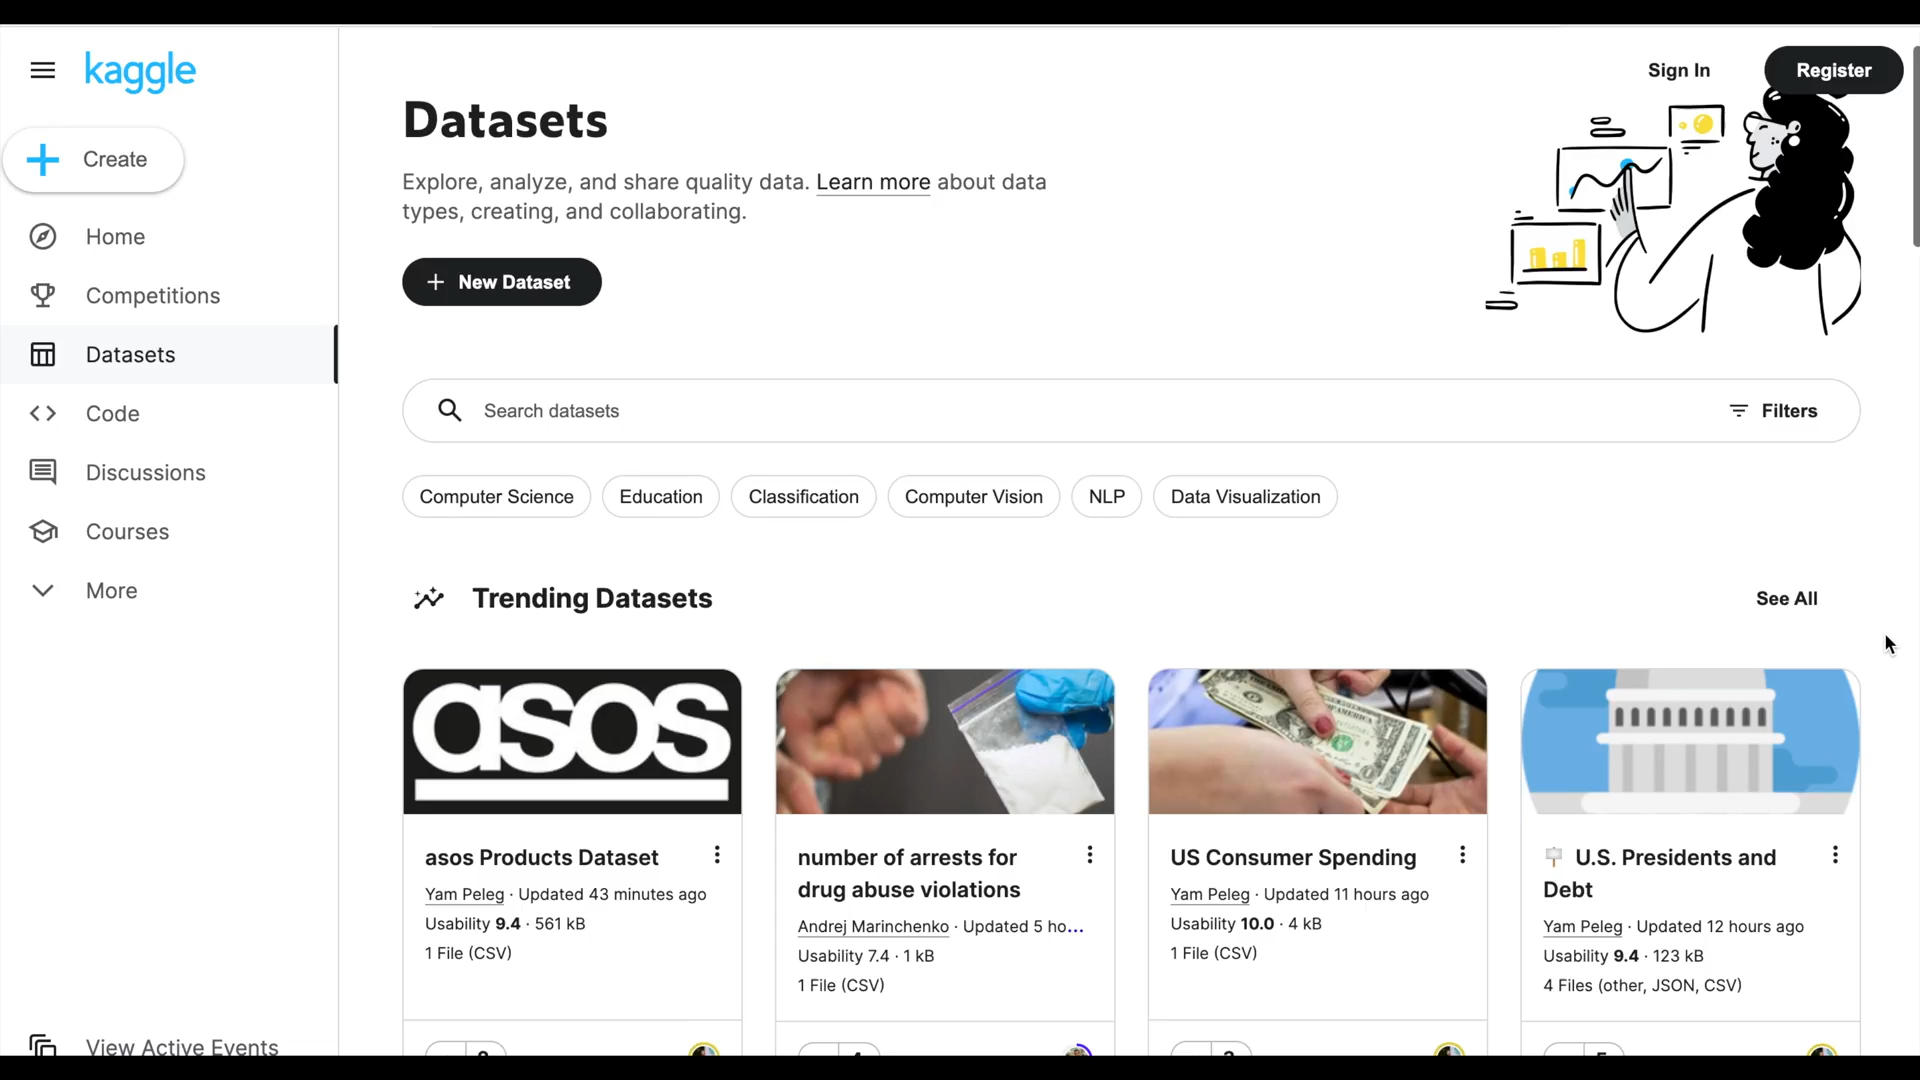 kaggle
Create
Home
Competitions
Datasets
Code
Discussions
Courses
More
View Active Events
Sign In
Register
Datasets
Explore, analyze, and share quality data. Learn more about data
types, creating, and collaborating.
New Dataset
Search datasets
Filters
Computer Science
Education
Classification
Computer Vision
NLP
Data Visualization
Trending Datasets
See All
asos
asos Products Dataset
Yam Peleg · Updated 43 minutes ago
Usability 9.4 · 561 kB
1 File (CSV)
number of arrests for
drug abuse violations
Andrej Marinchenko · Updated 5 ho...
Usability 7.4 · 1 kB
1 File (CSV)
US Consumer Spending
Yam Peleg · Updated 11 hours ago
Usability 10.0 · 4 kB
1 File (CSV)
U.S. Presidents and
Debt
Yam Peleg · Updated 12 hours ago
Usability 9.4 · 123 kB
4 Files (other, JSON, CSV)